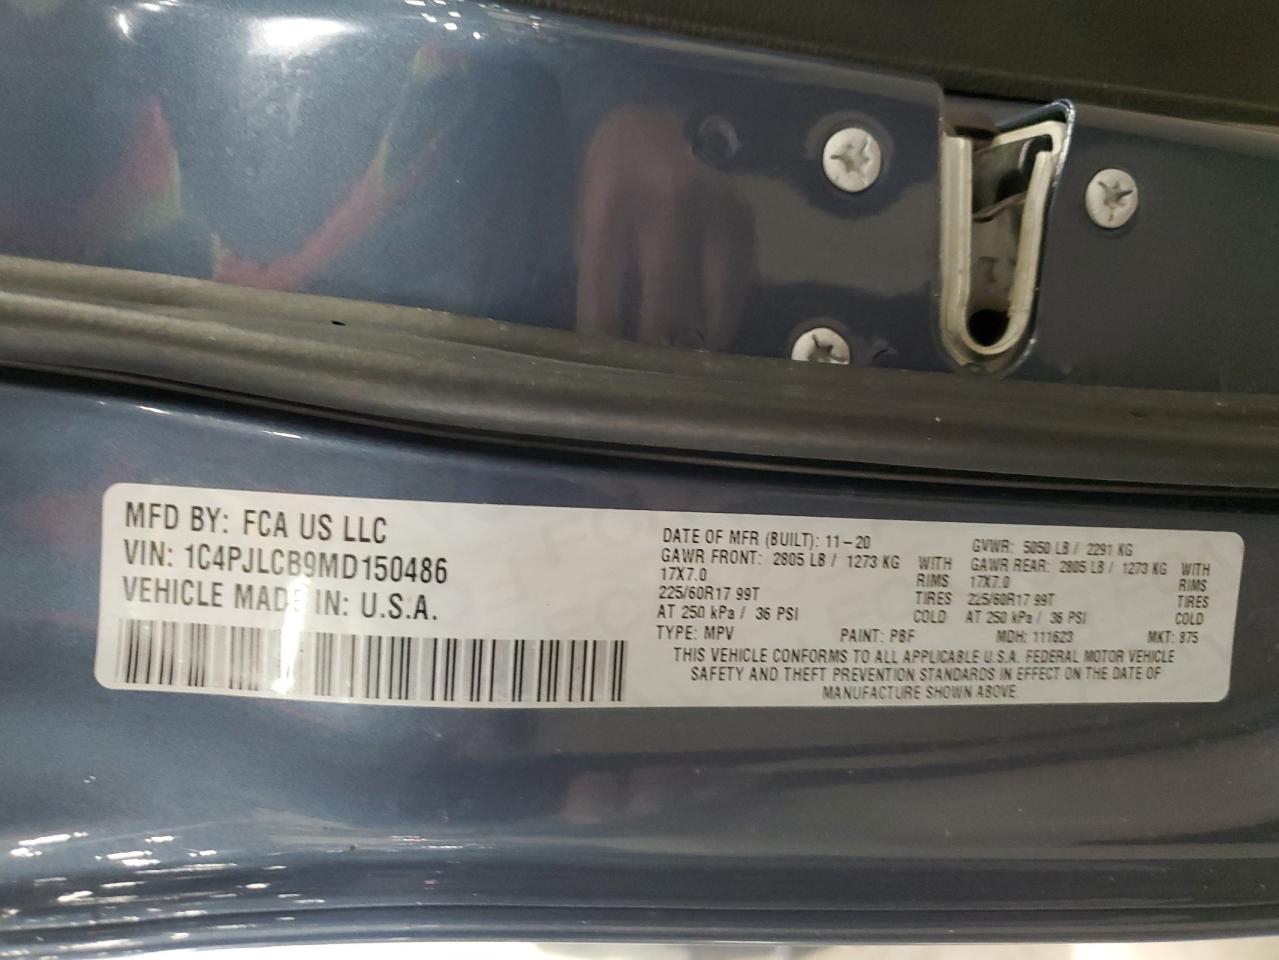 MFD BY: FCA US LLC
VIN: 1C4PJLCB9MD150486
VEHICLE MADE IN: U.S.A.
DATE OF MFR (BUILT): 11-20 GVWR: 5050 LB / 2291 KG
GAWR FRONT: 2805 LB / 1273 KG WITH GAWR REAR: 2805 LB / 1273 KG WITH
17X7.0 RIMS 17X7.0 RIMS
225/60R17 99T TIRES 225/60R17 99T TIRES
AT 250 kPa / 36 PSI COLD AT 250 kPa / 36 PSI COLD
TYPE: MPV PAINT: PBF MDH: 111623 MKT: 875
THIS VEHICLE CONFORMS TO ALL APPLICABLE U.S.A. FEDERAL MOTOR VEHICLE
SAFETY AND THEFT PREVENTION STANDARDS IN EFFECT ON THE DATE OF
MANUFACTURE SHOWN ABOVE.